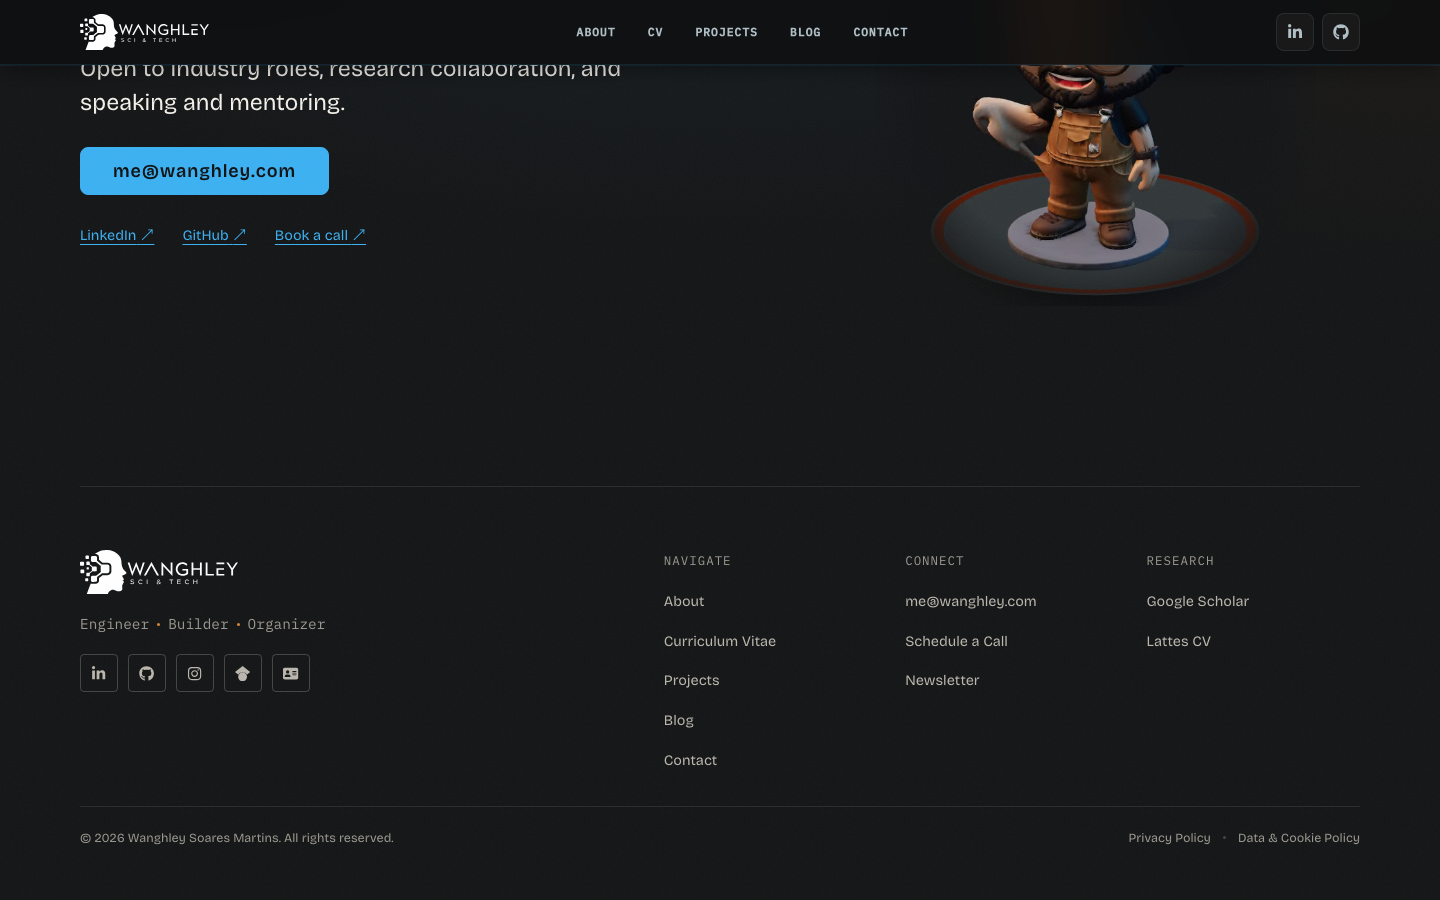 WANGHLEY
SCI & TECH
ABOUT
CV
PROJECTS
BLOG
CONTACT
Open to industry roles, research collaboration, and
speaking and mentoring.
me@wanghley.com
LinkedIn ↗
GitHub ↗
Book a call ↗
WANGHLEY
SCI & TECH
Engineer • Builder • Organizer
NAVIGATE
About
Curriculum Vitae
Projects
Blog
Contact
CONNECT
me@wanghley.com
Schedule a Call
Newsletter
RESEARCH
Google Scholar
Lattes CV
© 2026 Wanghley Soares Martins. All rights reserved.
Privacy Policy • Data & Cookie Policy